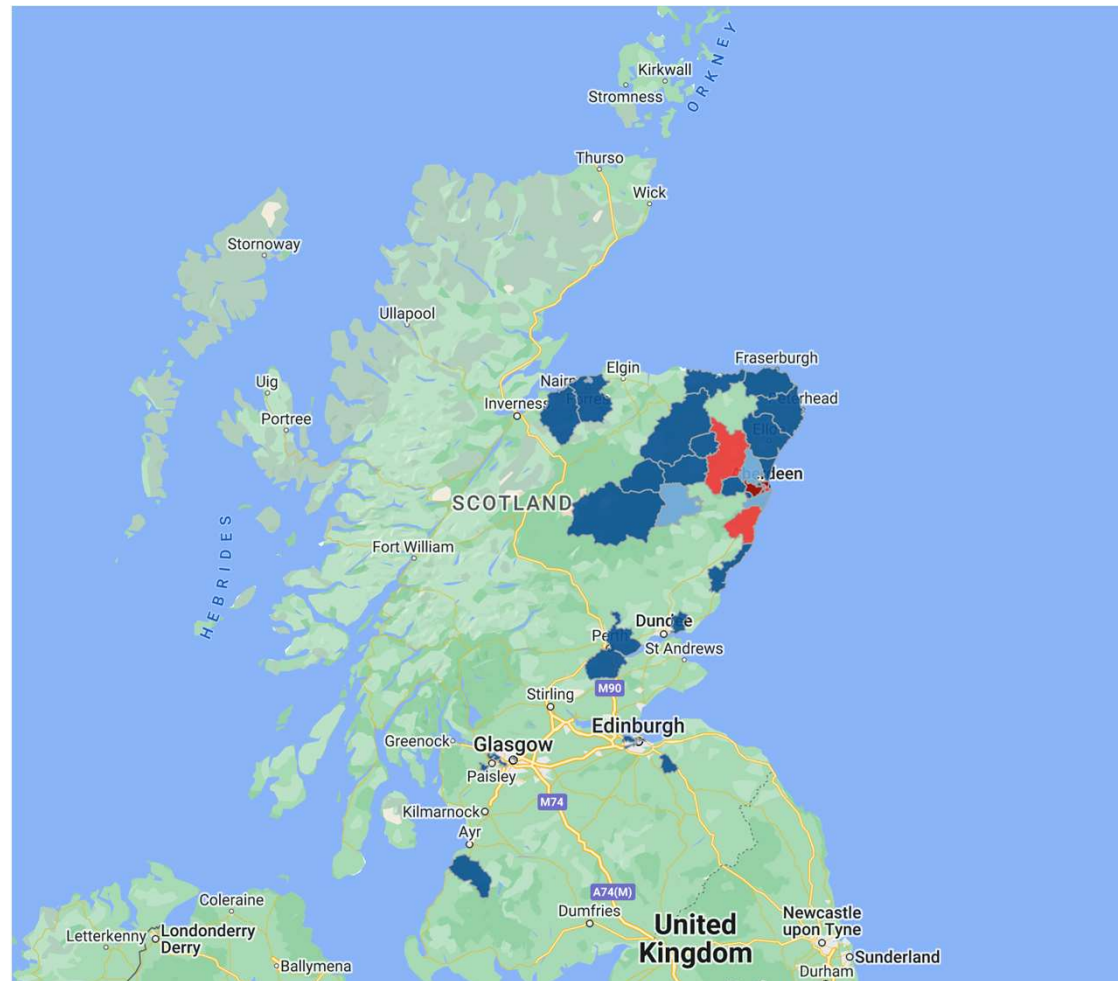 Kirkwall
Stromness
ORKNEY
Thurso
Wick
Stornoway
Ullapool
Fraserburgh
Elgin
Nairn
Uig
Inverness
Portree
SCOTLAND
HEBRIDES
Fort William
Dundee
Perth
St Andrews
M90
Stirling
Edinburgh
Greenock
Glasgow
Paisley
M74
Kilmarnock
Ayr
A74(M)
Coleraine
Dumfries
United
Kingdom
Newcastle
upon Tyne
Letterkenny
Londonderry
Derry
Sunderland
Ballymena
Durham